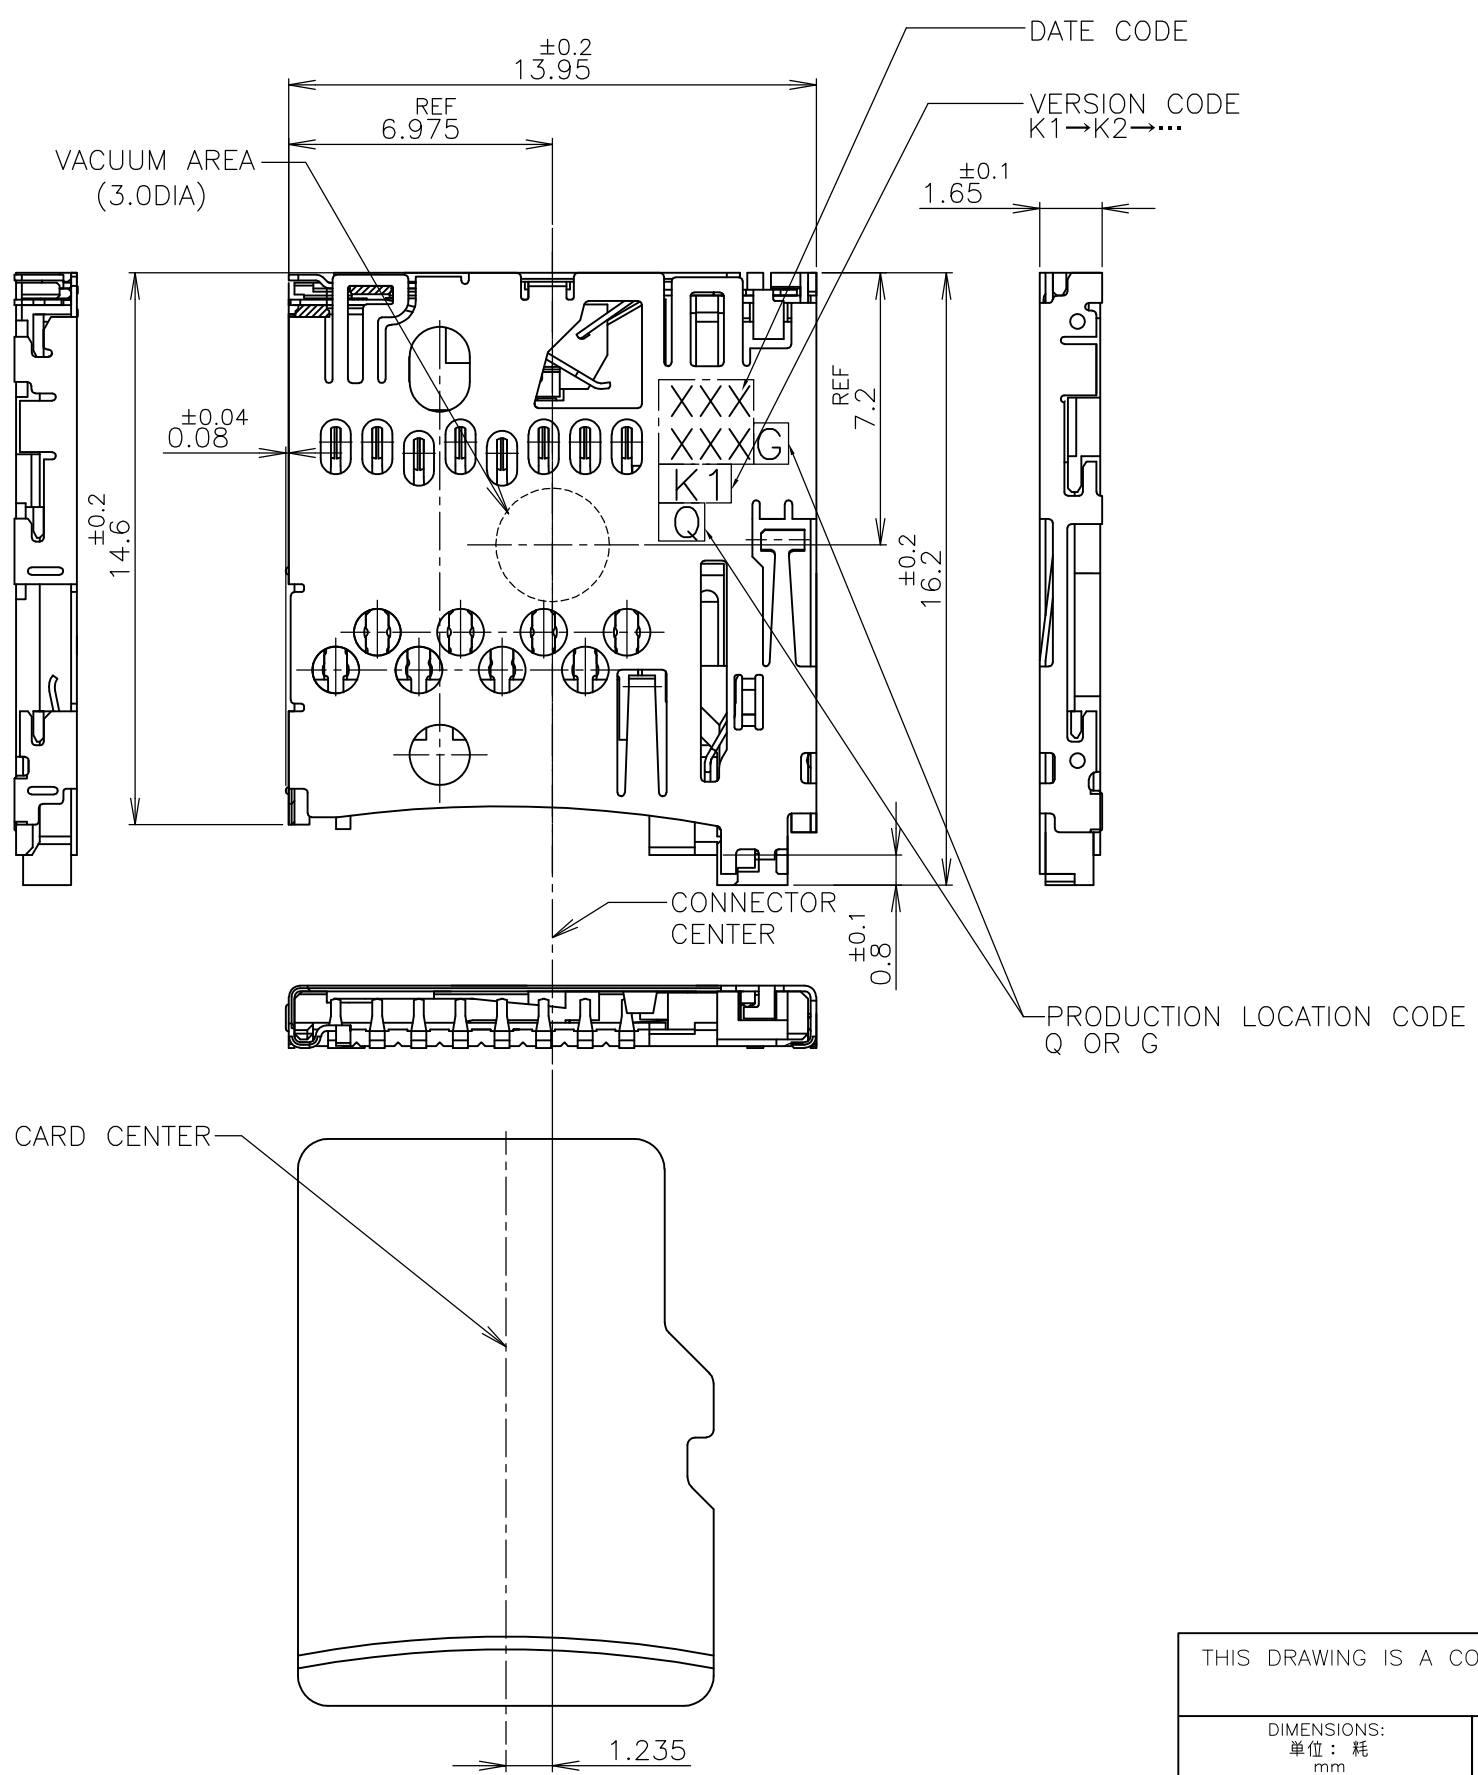 DATE CODE
±0.2
13.95
VERSION CODE
K1→K2→⋯
REF
6.975
VACUUM AREA
(3.0DIA)
±0.1
1.65
REF
7.2
±0.04
0.08
XXX
XXX G
K1
Q
±0.2
14.6
±0.2
16.2
CONNECTOR
CENTER
±0.1
0.8
PRODUCTION LOCATION CODE
Q OR G
CARD CENTER
1.235
THIS DRAWING IS A CO
DIMENSIONS:
単位: 粍
mm